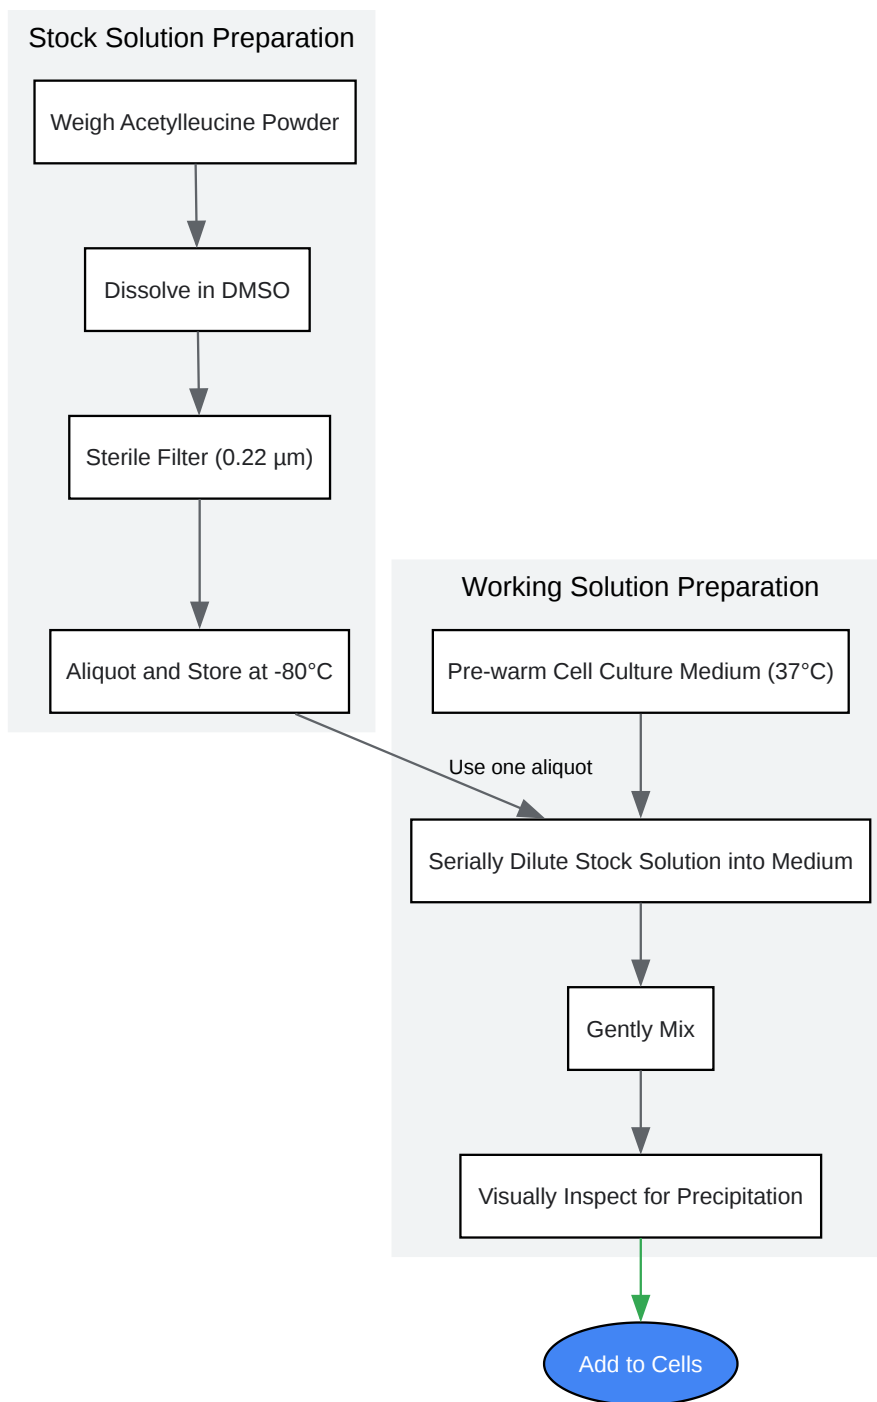 Stock Solution Preparation
Weigh Acetylleucine Powder
Dissolve in DMSO
Sterile Filter (0.22 µm)
Aliquot and Store at -80°C
Working Solution Preparation
Pre-warm Cell Culture Medium (37°C)
Use one aliquot
Serially Dilute Stock Solution into Medium
Gently Mix
Visually Inspect for Precipitation
Add to Cells